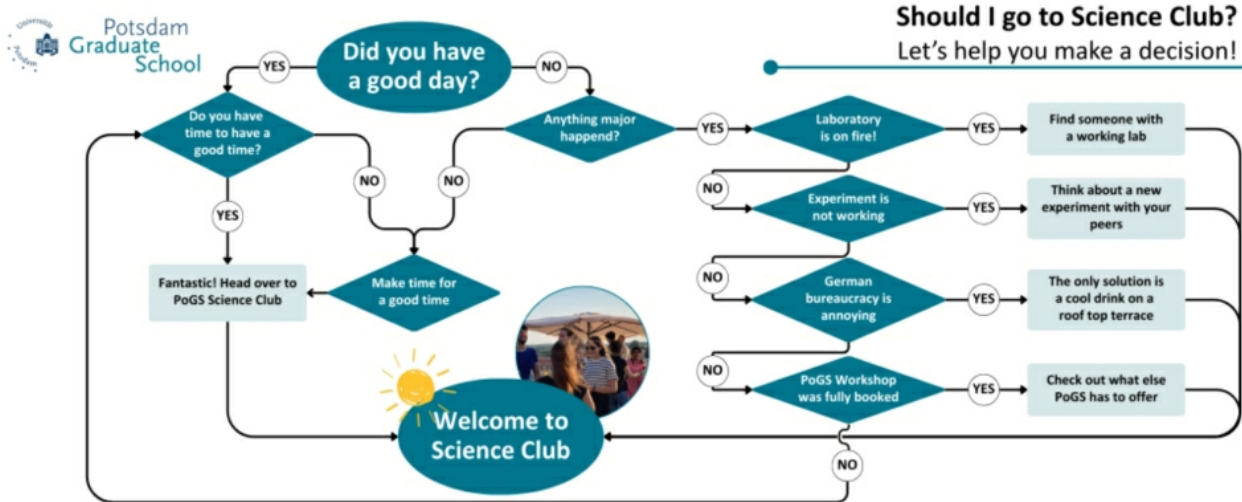 Universität
Potsdam
Potsdam
Graduate
School
Should I go to Science Club?
Let's help you make a decision!
Did you have
a good day?
YES
NO
Do you have
time to have a
good time?
Anything major
happend?
YES
Laboratory
is on fire!
YES
Find someone with
a working lab
NO
NO
YES
NO
Experiment is
not working
YES
Think about a new
experiment with your
peers
Fantastic! Head over to
PoGS Science Club
Make time for
a good time
NO
German
bureaucracy is
annoying
YES
The only solution is
a cool drink on a
roof top terrace
NO
PoGS Workshop
was fully booked
YES
Check out what else
PoGS has to offer
Welcome to
Science Club
NO